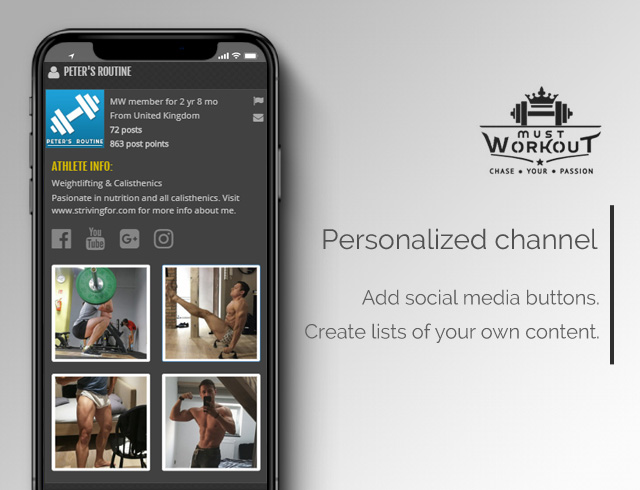 PETER'S ROUTINE
MW member for 2 yr 8 mo
From United Kingdom
72 posts
863 post points
PETER'S ROUTINE
ATHLETE INFO:
Weightlifting & Calisthenics
Pasionate in nutrition and all calisthenics. Visit
www.strivingfor.com for more info about me.
You
Tube
G+
MUST
WORKOUT
CHASE • YOUR • PASSION
Personalized channel
Add social media buttons.
Create lists of your own content.